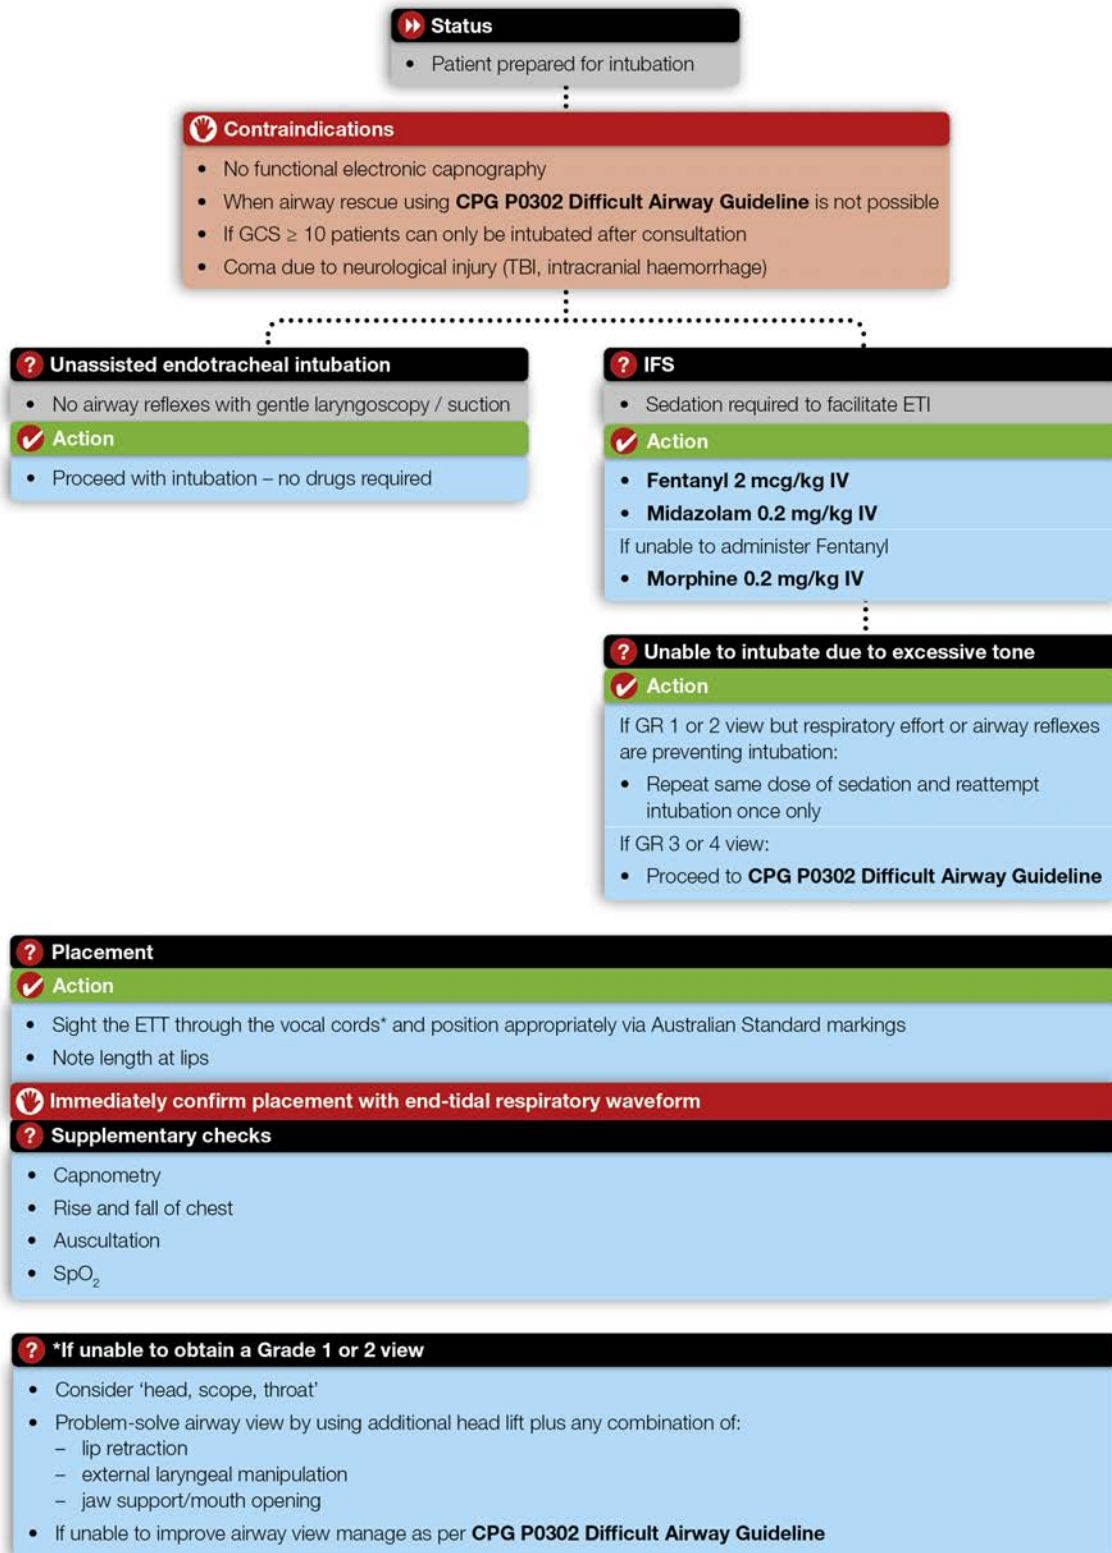 Status
• Patient prepared for intubation
Contraindications
• No functional electronic capnography
• When airway rescue using CPG P0302 Difficult Airway Guideline is not possible
• If GCS ≥ 10 patients can only be intubated after consultation
• Coma due to neurological injury (TBI, intracranial haemorrhage)
? Unassisted endotracheal intubation
• No airway reflexes with gentle laryngoscopy / suction
Action
• Proceed with intubation – no drugs required
? IFS
• Sedation required to facilitate ETI
Action
• Fentanyl 2 mcg/kg IV
• Midazolam 0.2 mg/kg IV
If unable to administer Fentanyl
• Morphine 0.2 mg/kg IV
? Unable to intubate due to excessive tone
Action
If GR 1 or 2 view but respiratory effort or airway reflexes
are preventing intubation:
• Repeat same dose of sedation and reattempt
intubation once only
If GR 3 or 4 view:
• Proceed to CPG P0302 Difficult Airway Guideline
? Placement
Action
• Sight the ETT through the vocal cords* and position appropriately via Australian Standard markings
• Note length at lips
Immediately confirm placement with end-tidal respiratory waveform
? Supplementary checks
• Capnometry
• Rise and fall of chest
• Auscultation
• SpO₂
? *If unable to obtain a Grade 1 or 2 view
• Consider ‘head, scope, throat’
• Problem-solve airway view by using additional head lift plus any combination of:
– lip retraction
– external laryngeal manipulation
– jaw support/mouth opening
• If unable to improve airway view manage as per CPG P0302 Difficult Airway Guideline